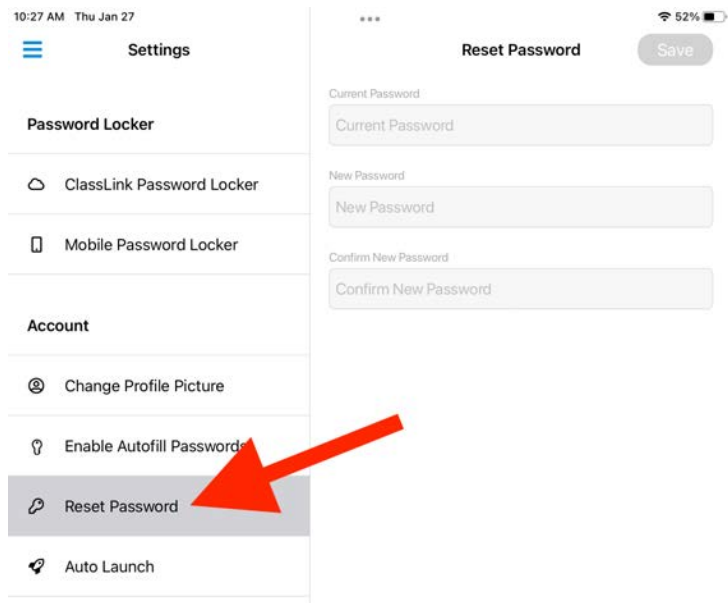 10:27 AM Thu Jan 27
52%
Settings
Password Locker
ClassLink Password Locker
Mobile Password Locker
Account
Change Profile Picture
Enable Autofill Passwords
Reset Password
Auto Launch
Reset Password
Save
Current Password
Current Password
New Password
New Password
Confirm New Password
Confirm New Password